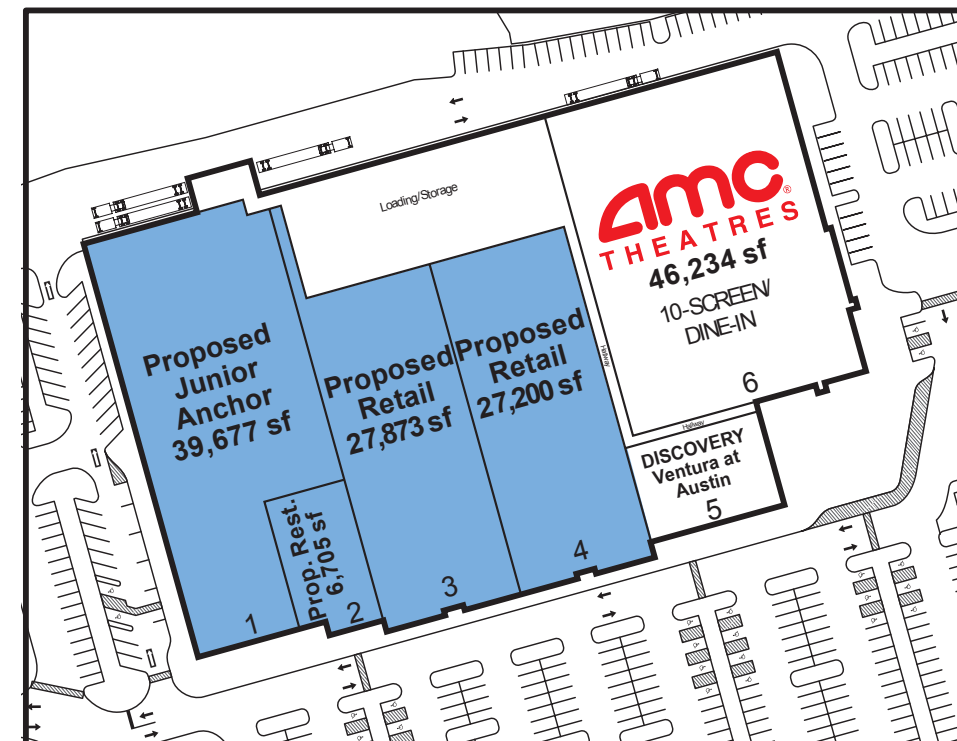 Loading/Storage
amc®
THEATRES
46,234 sf
10-SCREEN/
DINE-IN
6
Hallway
Hallway
Proposed
Junior
Anchor
39,677 sf
1
Prop. Rest.
6,705 sf
2
Proposed
Retail
27,873 sf
3
Proposed
Retail
27,200 sf
4
DISCOVERY
Ventura at
Austin
5